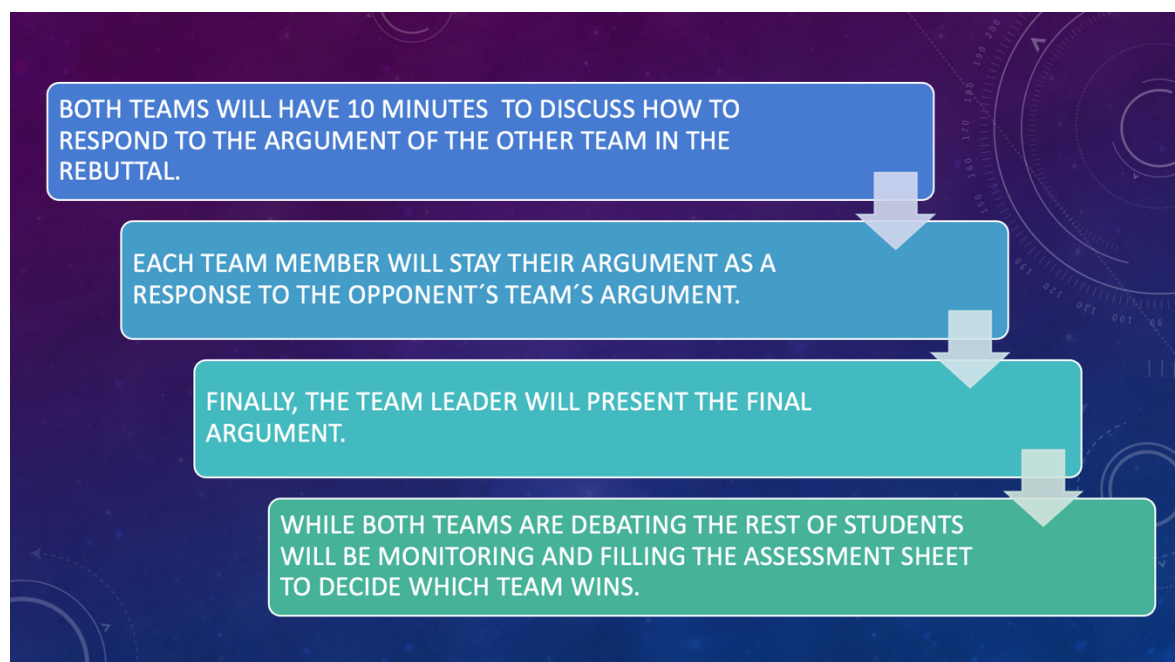 BOTH TEAMS WILL HAVE 10 MINUTES  TO DISCUSS HOW TO
RESPOND TO THE ARGUMENT OF THE OTHER TEAM IN THE
REBUTTAL.
EACH TEAM MEMBER WILL STAY THEIR ARGUMENT AS A
RESPONSE TO THE OPPONENT´S TEAM´S ARGUMENT.
FINALLY, THE TEAM LEADER WILL PRESENT THE FINAL
ARGUMENT.
WHILE BOTH TEAMS ARE DEBATING THE REST OF STUDENTS
WILL BE MONITORING AND FILLING THE ASSESSMENT SHEET
TO DECIDE WHICH TEAM WINS.